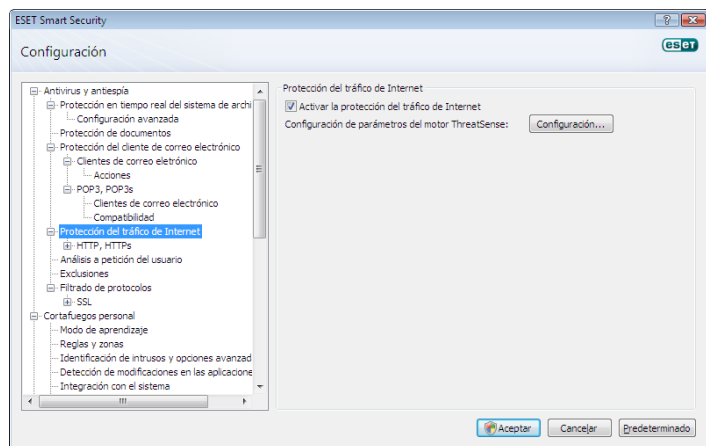 ESET Smart Security
Configuración
eset
Antivirus y antiespía
Protección en tiempo real del sistema de archi
Configuración avanzada
Protección de documentos
Protección del cliente de correo electrónico
Clientes de correo eletrónico
Acciones
POP3, POP3s
Clientes de correo electrónico
Compatibilidad
Protección del tráfico de Internet
HTTP, HTTPs
Análisis a petición del usuario
Exclusiones
Filtrado de protocolos
SSL
Cortafuegos personal
Modo de aprendizaje
Reglas y zonas
Identificación de intrusos y opciones avanzad
Detección de modificaciones en las aplicacione
Integración con el sistema
Protección del tráfico de Internet
Activar la protección del tráfico de Internet
Configuración de parámetros del motor ThreatSense:
Configuración...
Aceptar
Cancelar
Predeterminado